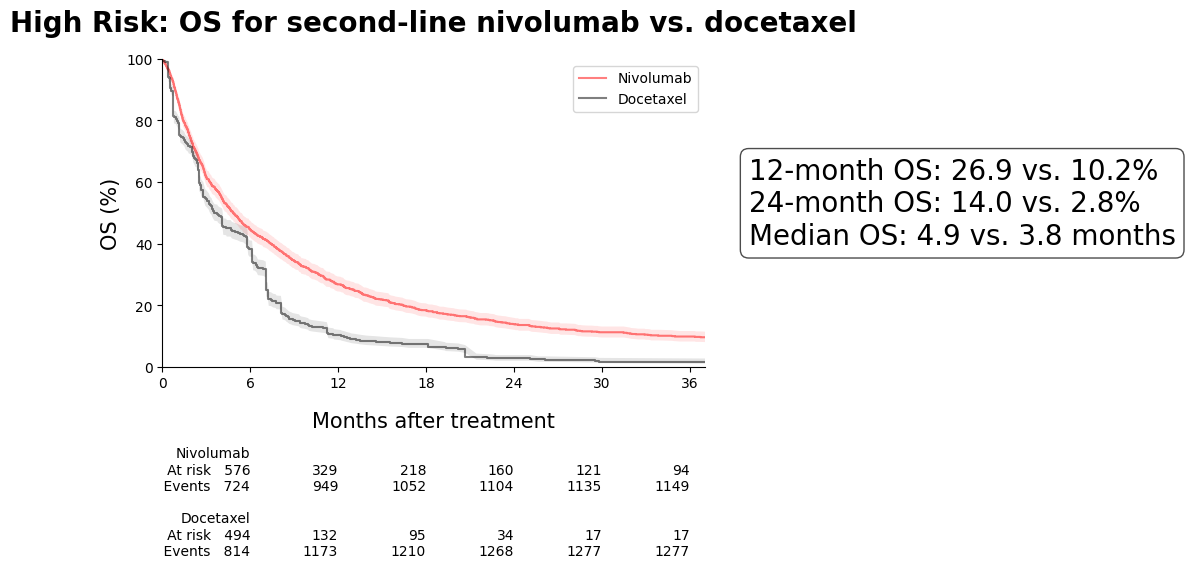 High Risk: OS for second-line nivolumab vs. docetaxel
100
80
60
40
20
0
OS (%)
Nivolumab
Docetaxel
12-month OS: 26.9 vs. 10.2%
24-month OS: 14.0 vs. 2.8%
Median OS: 4.9 vs. 3.8 months
0 6 12 18 24 30 36
Months after treatment
Nivolumab
At risk 576 329 218 160 121 94
Events 724 949 1052 1104 1135 1149
Docetaxel
At risk 494 132 95 34 17 17
Events 814 1173 1210 1268 1277 1277